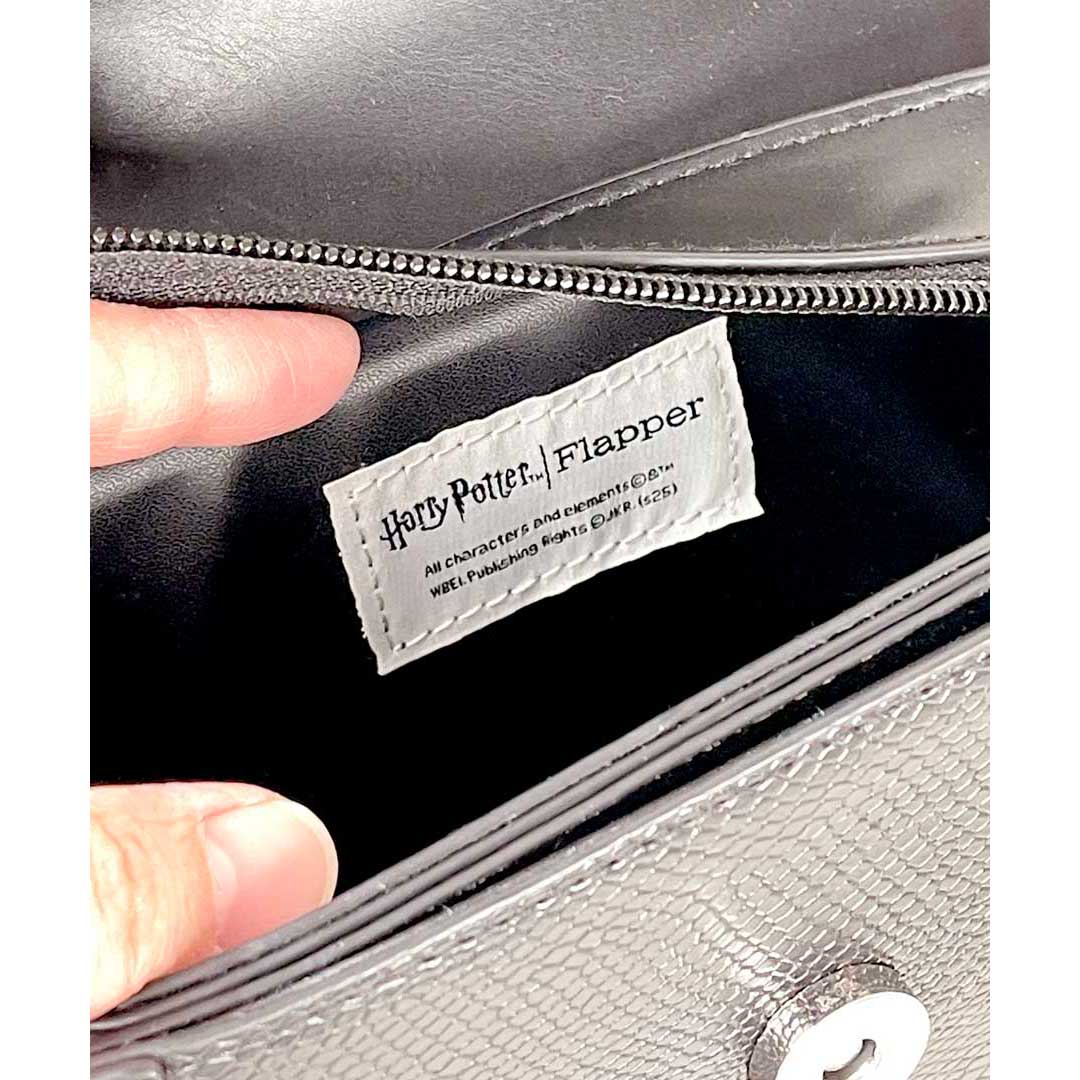 Harry Potter™ | Flapper
All characters and elements ©&™
WBEI. Publishing Rights ©JKR. (s25)